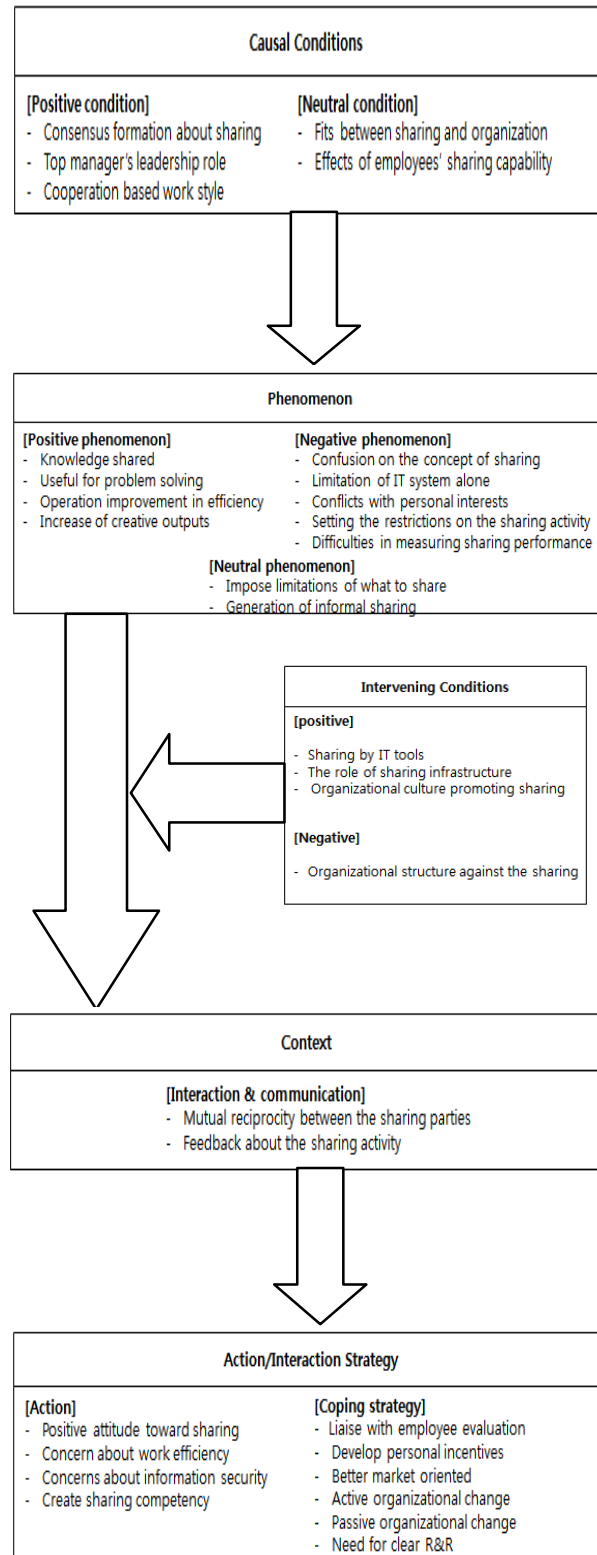 Causal Conditions
[Positive condition]
- Consensus formation about sharing
- Top manager's leadership role
- Cooperation based work style
[Neutral condition]
- Fits between sharing and organization
- Effects of employees' sharing capability
Phenomenon
[Positive phenomenon]
- Knowledge shared
- Useful for problem solving
- Operation improvement in efficiency
- Increase of creative outputs
[Negative phenomenon]
- Confusion on the concept of sharing
- Limitation of IT system alone
- Conflicts with personal interests
- Setting the restrictions on the sharing activity
- Difficulties in measuring sharing performance
[Neutral phenomenon]
- Impose limitations of what to share
- Generation of informal sharing
Intervening Conditions
[positive]
- Sharing by IT tools
- The role of sharing infrastructure
- Organizational culture promoting sharing
[Negative]
- Organizational structure against the sharing
Context
[Interaction & communication]
- Mutual reciprocity between the sharing parties
- Feedback about the sharing activity
Action/Interaction Strategy
[Action]
- Positive attitude toward sharing
- Concern about work efficiency
- Concerns about information security
- Create sharing competency
[Coping strategy]
- Liaise with employee evaluation
- Develop personal incentives
- Better market oriented
- Active organizational change
- Passive organizational change
- Need for clear R&R